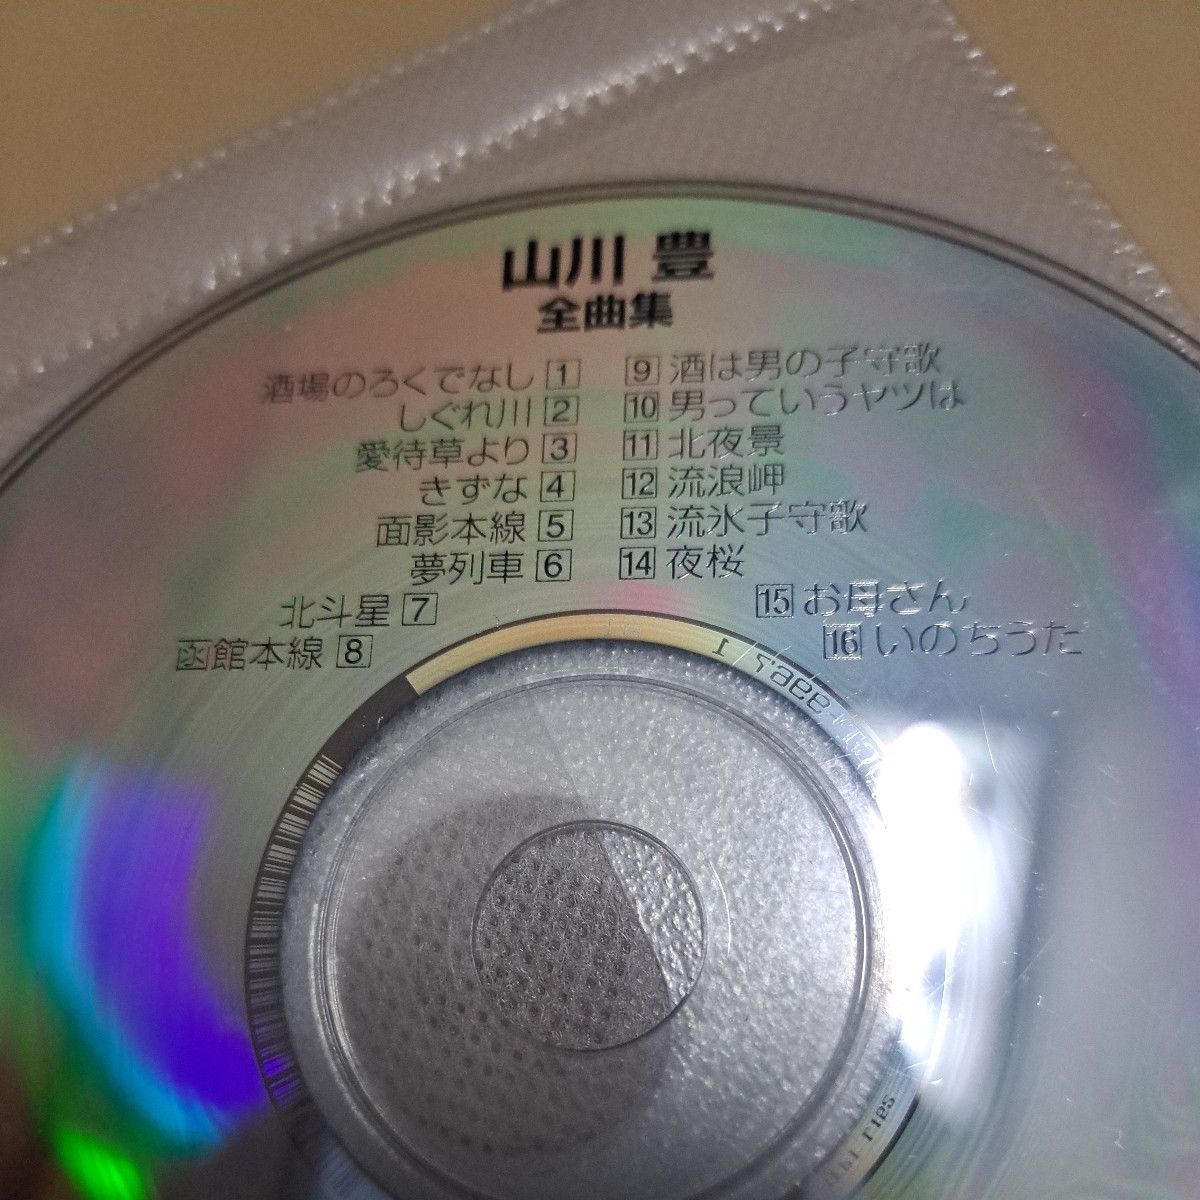 山川 豊
全曲集
酒場のろくでなし 1
しぐれ川 2
愛待草より 3
きずな 4
面影本線 5
夢列車 6
北斗星 7
函館本線 8
9 酒は男の子守歌
10 男っていうヤツは
11 北夜景
12 流浪岬
13 流氷子守歌
14 夜桜
15 お母さん
16 いのちうた